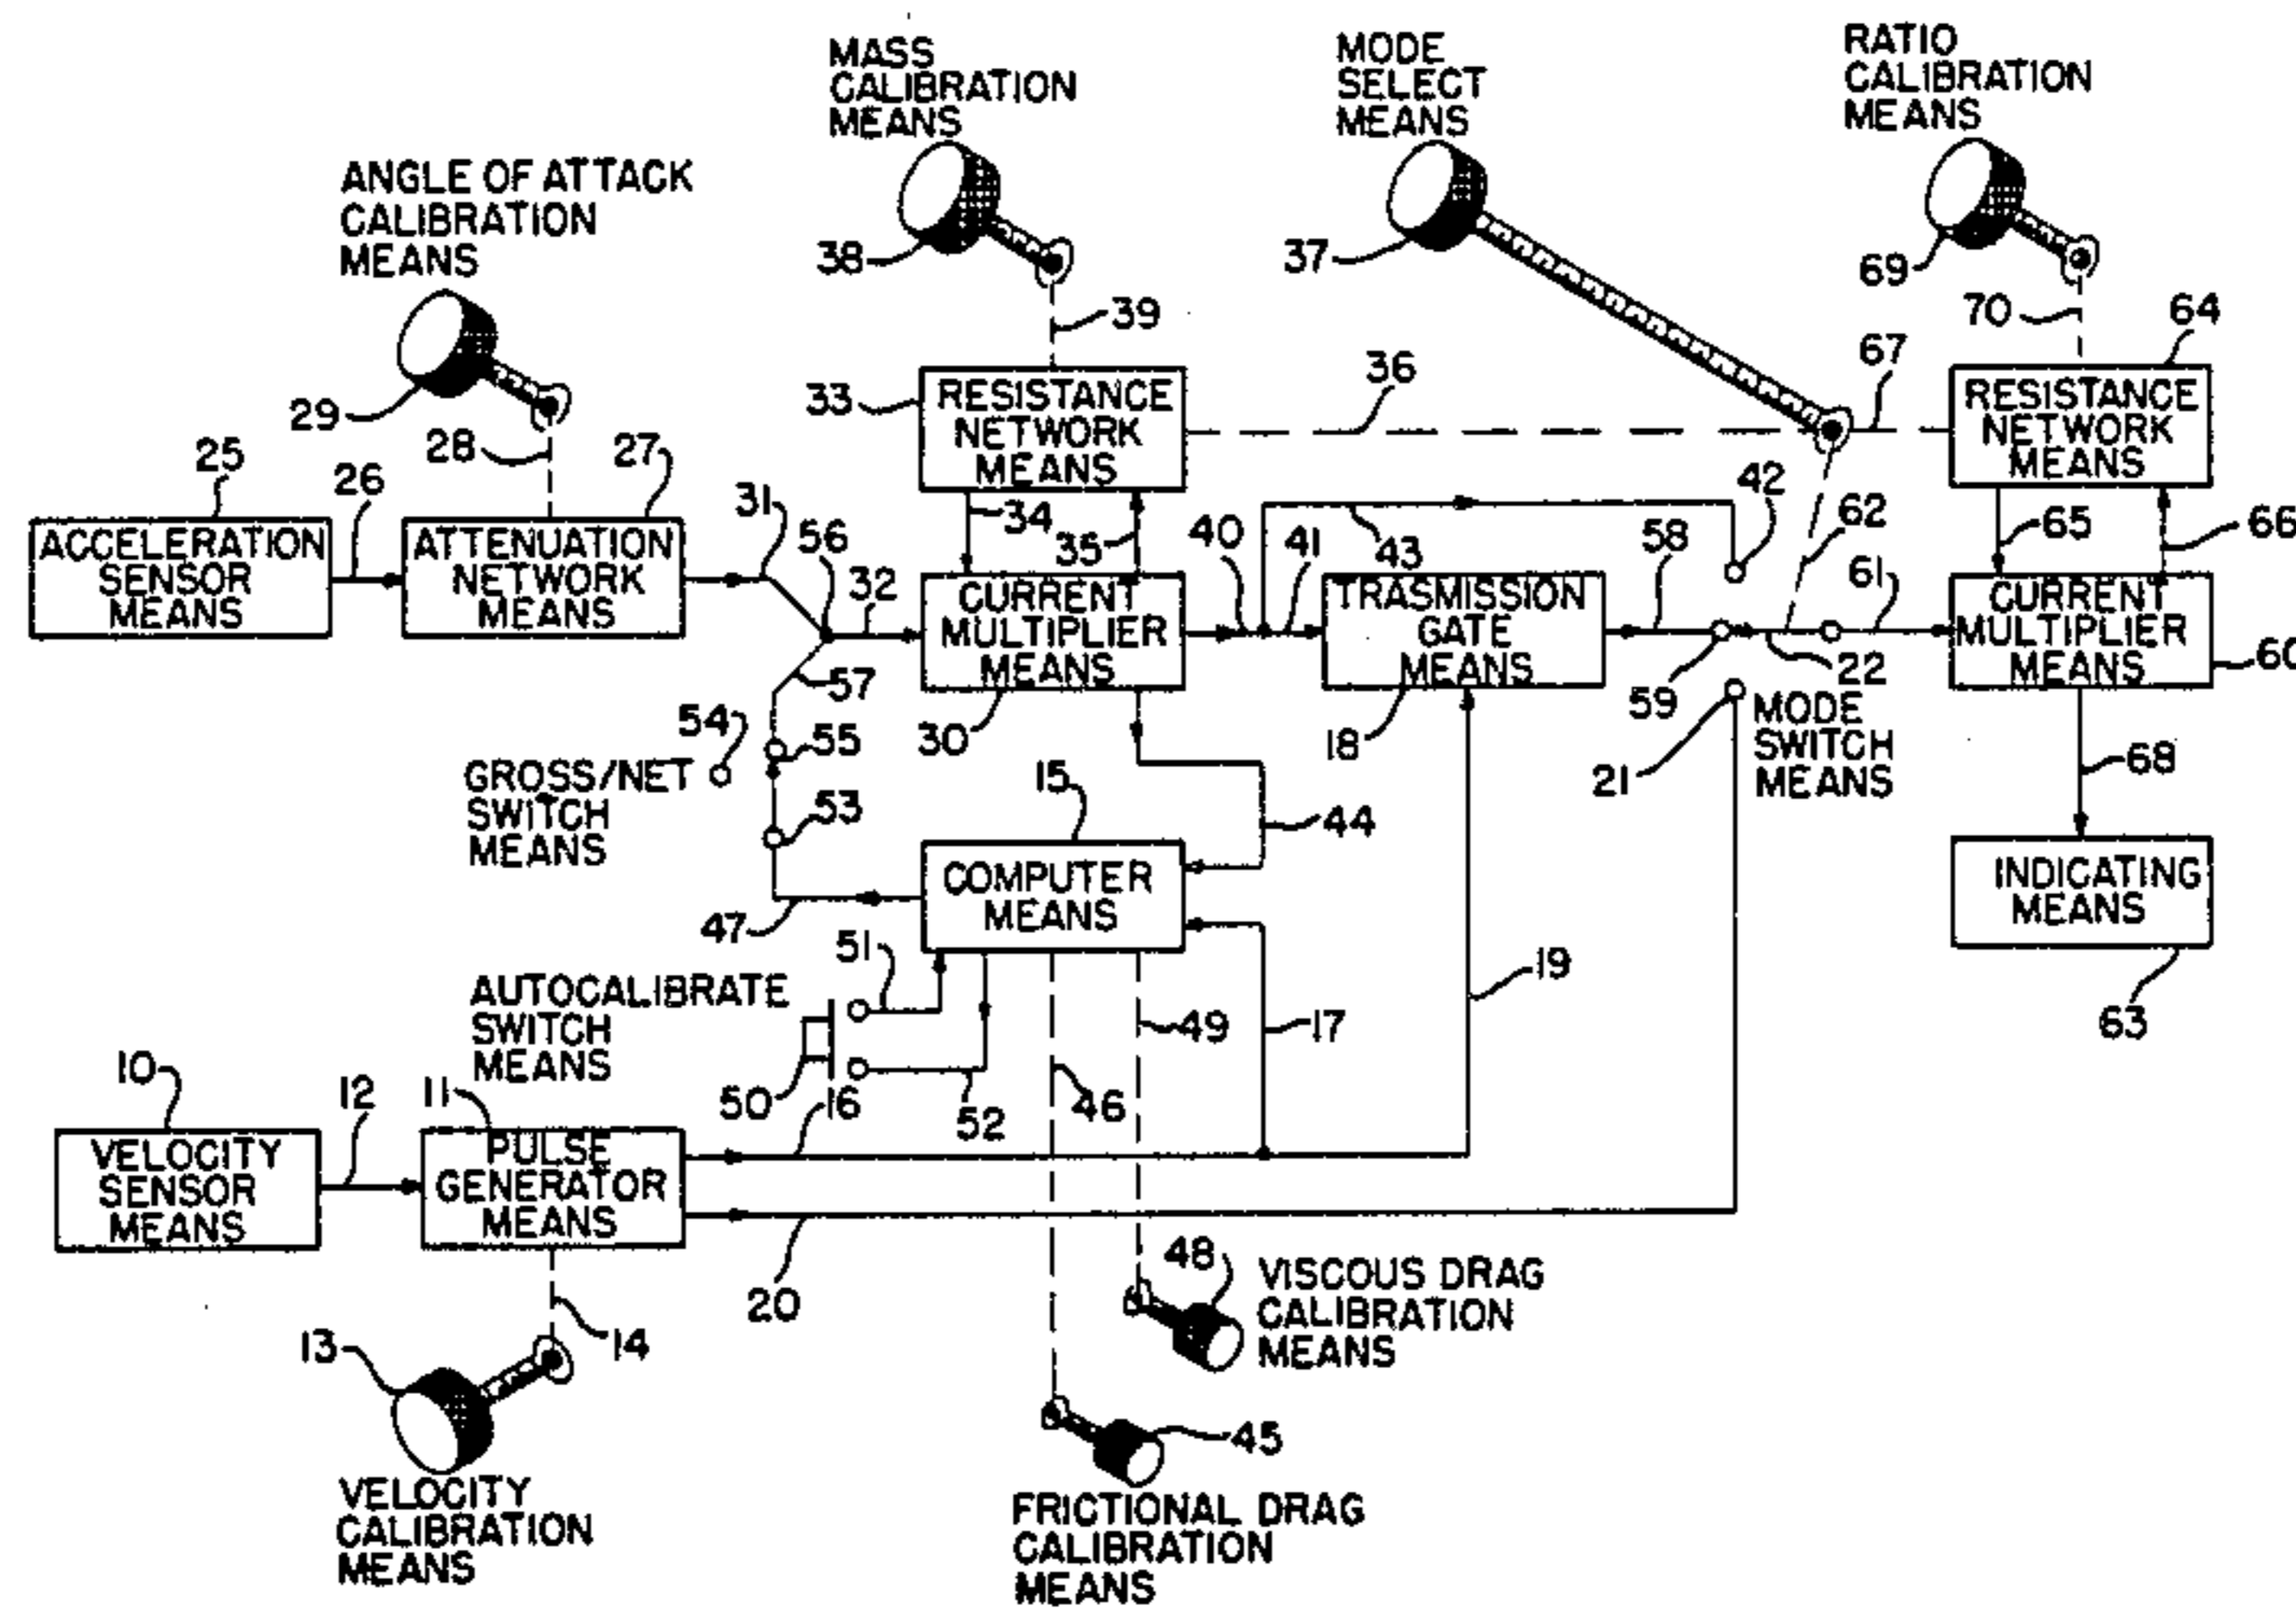 MASS
CALIBRATION
MEANS
MODE
SELECT
MEANS
RATIO
CALIBRATION
MEANS
ANGLE OF ATTACK
CALIBRATION
MEANS
38
37
69
39
70
64
29
28
33
RESISTANCE
NETWORK
MEANS
36
67
RESISTANCE
NETWORK
MEANS
25
26
27
31
56
32
34
35
40
41
43
42
58
62
61
65
66
ACCELERATION
SENSOR
MEANS
ATTENUATION
NETWORK
MEANS
CURRENT
MULTIPLIER
MEANS
TRASMISSION
GATE
MEANS
CURRENT
MULTIPLIER
MEANS
60
57
30
18
59
22
21
MODE
SWITCH
MEANS
54
55
GROSS/NET
SWITCH
MEANS
53
15
44
68
COMPUTER
MEANS
INDICATING
MEANS
47
51
19
63
AUTOCALIBRATE
SWITCH
MEANS
50
52
16
46
49
17
10
12
11
VELOCITY
SENSOR
MEANS
PULSE
GENERATOR
MEANS
20
48
VISCOUS DRAG
CALIBRATION
MEANS
13
14
45
VELOCITY
CALIBRATION
MEANS
FRICTIONAL DRAG
CALIBRATION
MEANS